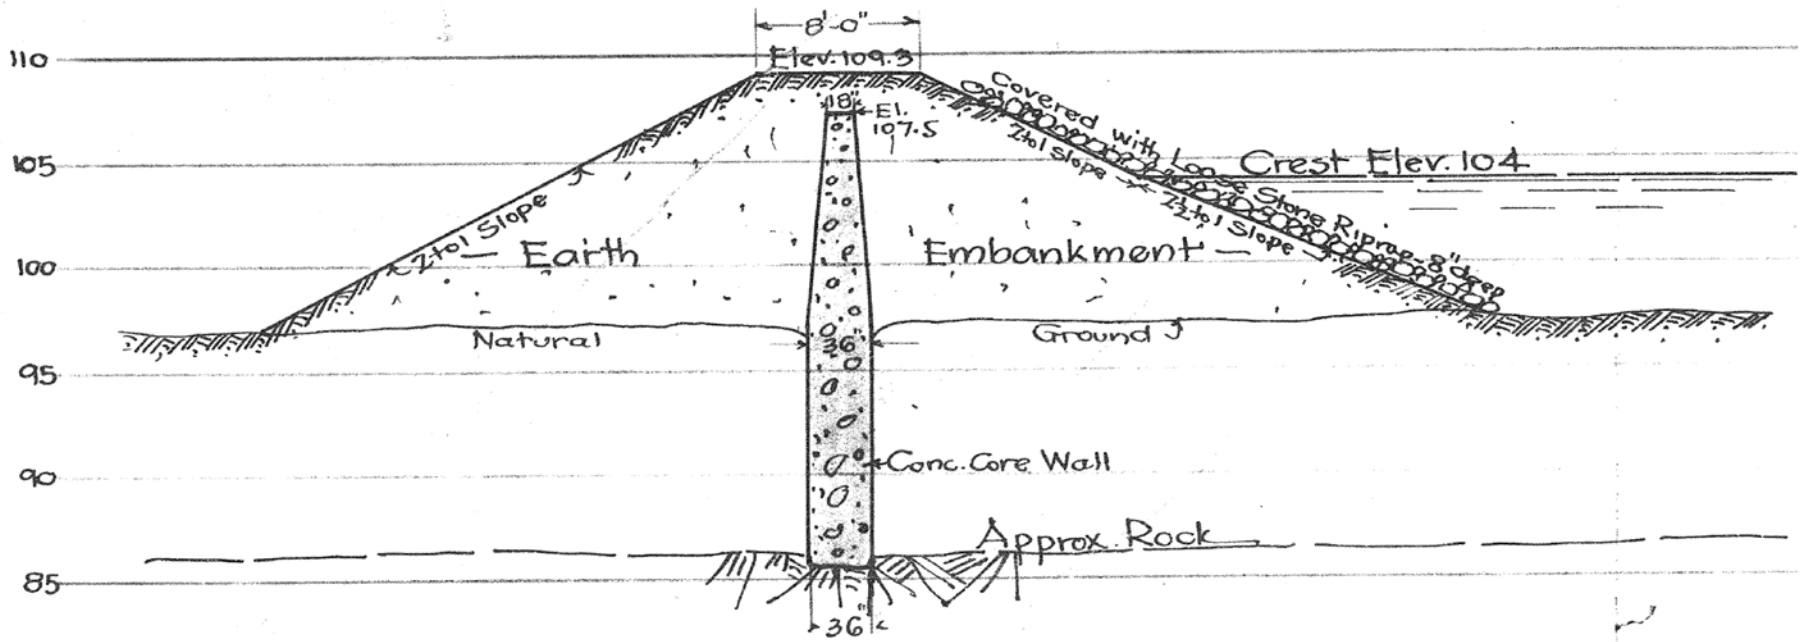 8'-0"
110
Elev. 109.3
18"
El.
107.5
Covered with Loose Stone Riprap-8"deep
2 to 1 Slope
105
Crest Elev. 104
2 to 1 Slope
2½ to 1 Slope
Earth
Embankment
100
Natural
36"
Ground
95
Conc. Core Wall
90
Approx. Rock
85
36"